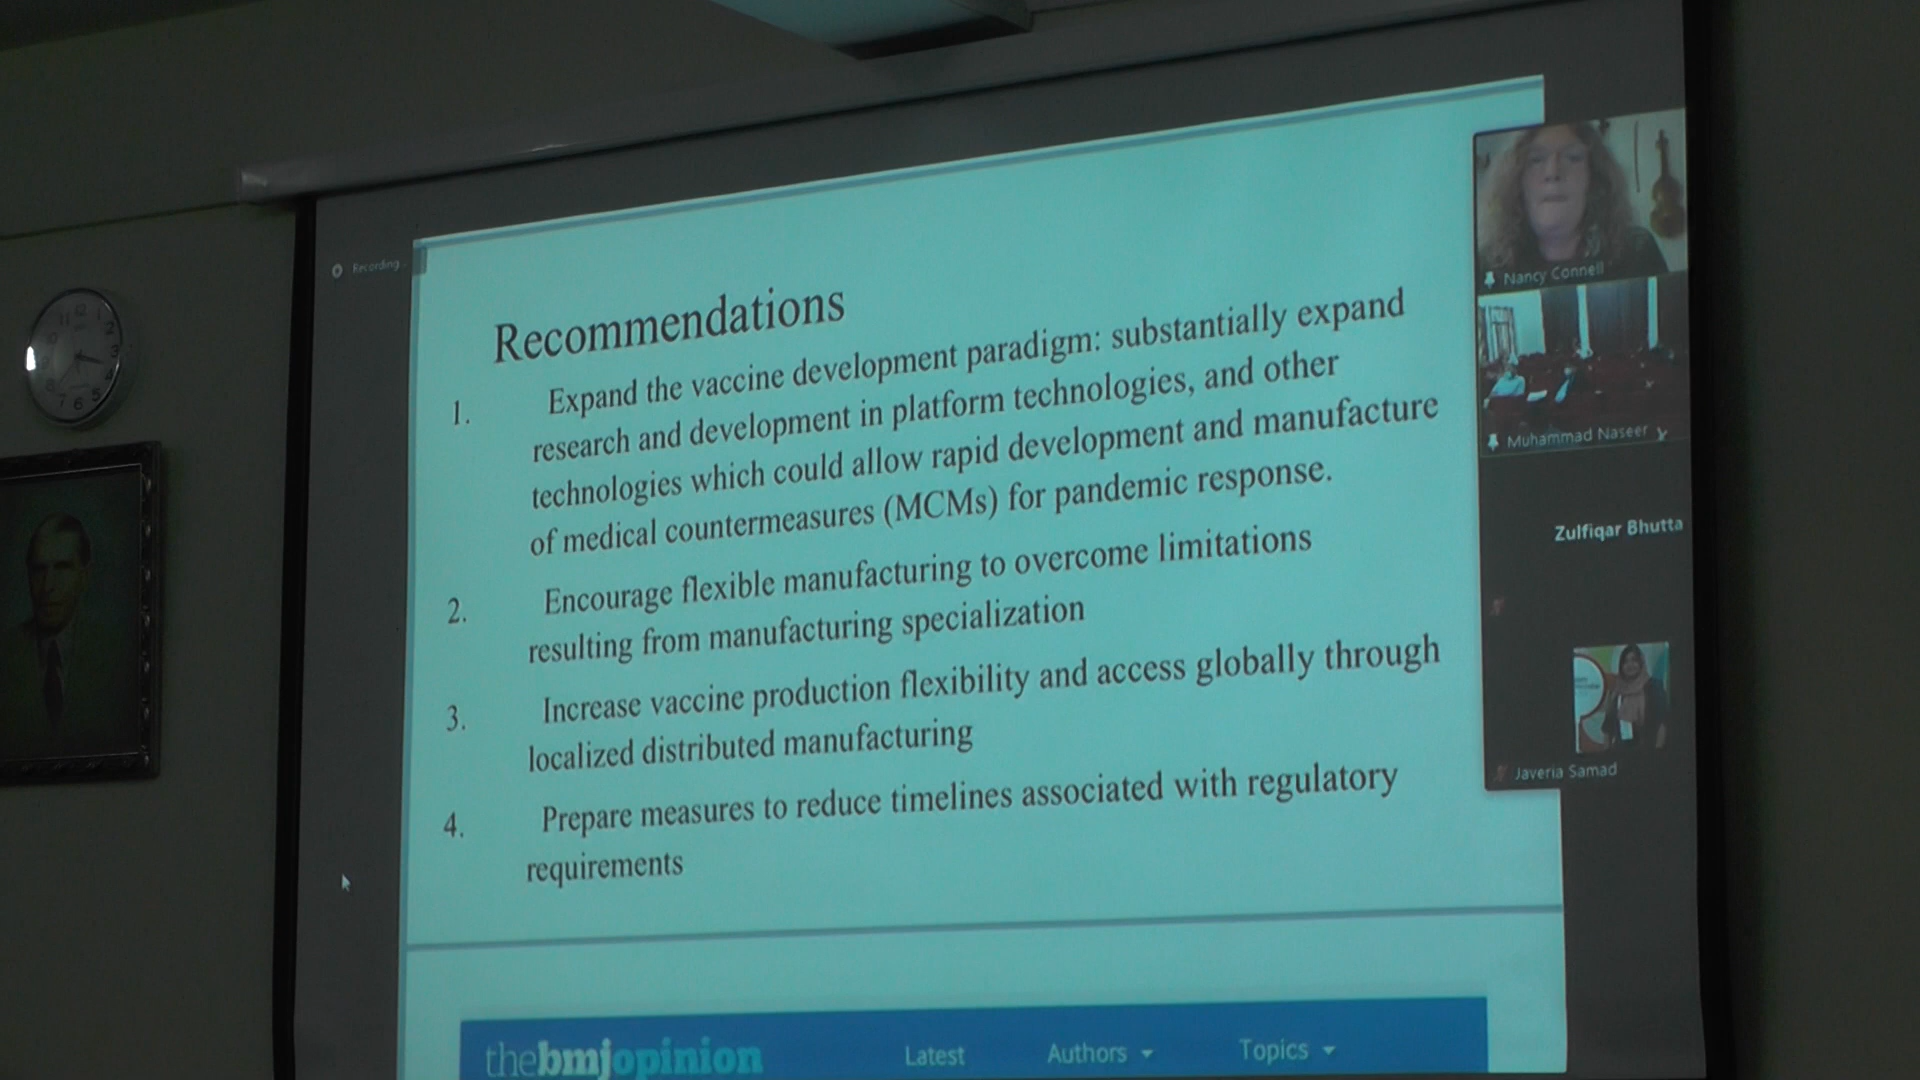 Recording
Recommendations
1. Expand the vaccine development paradigm: substantially expand
research and development in platform technologies, and other
technologies which could allow rapid development and manufacture
of medical countermeasures (MCMs) for pandemic response.
2. Encourage flexible manufacturing to overcome limitations
resulting from manufacturing specialization
3. Increase vaccine production flexibility and access globally through
localized distributed manufacturing
4. Prepare measures to reduce timelines associated with regulatory
requirements
thebmjopinion Latest Authors Topics
Nancy Connell
Muhammad Naseer
Zulfiqar Bhutta
Javeria Samad